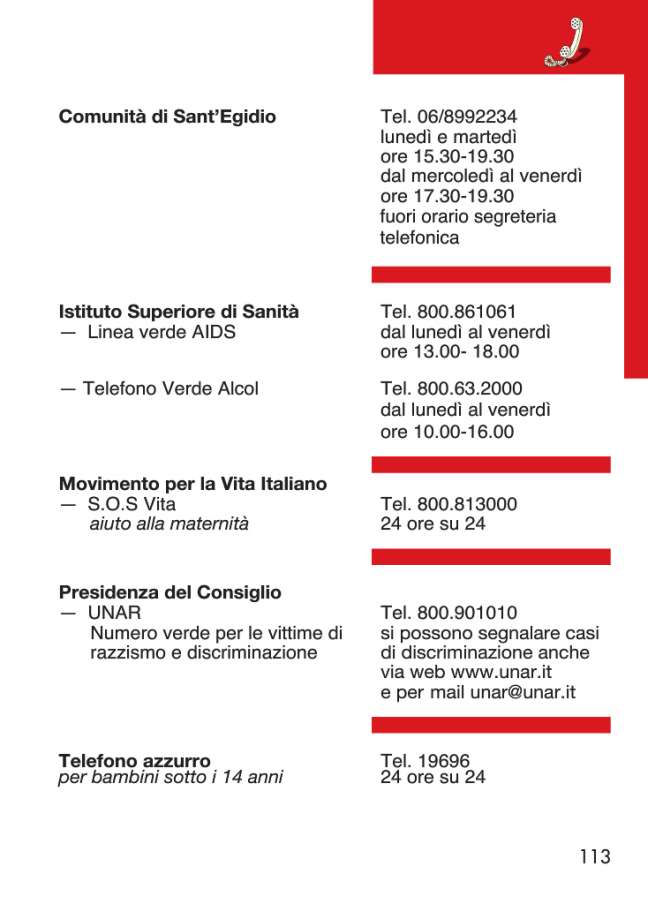 Comunità di Sant’Egidio
Tel. 06/8992234
lunedì e martedì
ore 15.30-19.30
dal mercoledì al venerdì
ore 17.30-19.30
fuori orario segreteria
telefonica
Istituto Superiore di Sanità
Tel. 800.861061
— Linea verde AIDS
dal lunedì al venerdì
ore 13.00- 18.00
— Telefono Verde Alcol
Tel. 800.63.2000
dal lunedì al venerdì
ore 10.00-16.00
Movimento per la Vita Italiano
— S.O.S Vita
Tel. 800.813000
aiuto alla maternità
24 ore su 24
Presidenza del Consiglio
— UNAR
Tel. 800.901010
Numero verde per le vittime di
si possono segnalare casi
razzismo e discriminazione
di discriminazione anche
via web www.unar.it
e per mail unar@unar.it
Telefono azzurro
Tel. 19696
per bambini sotto i 14 anni
24 ore su 24
113